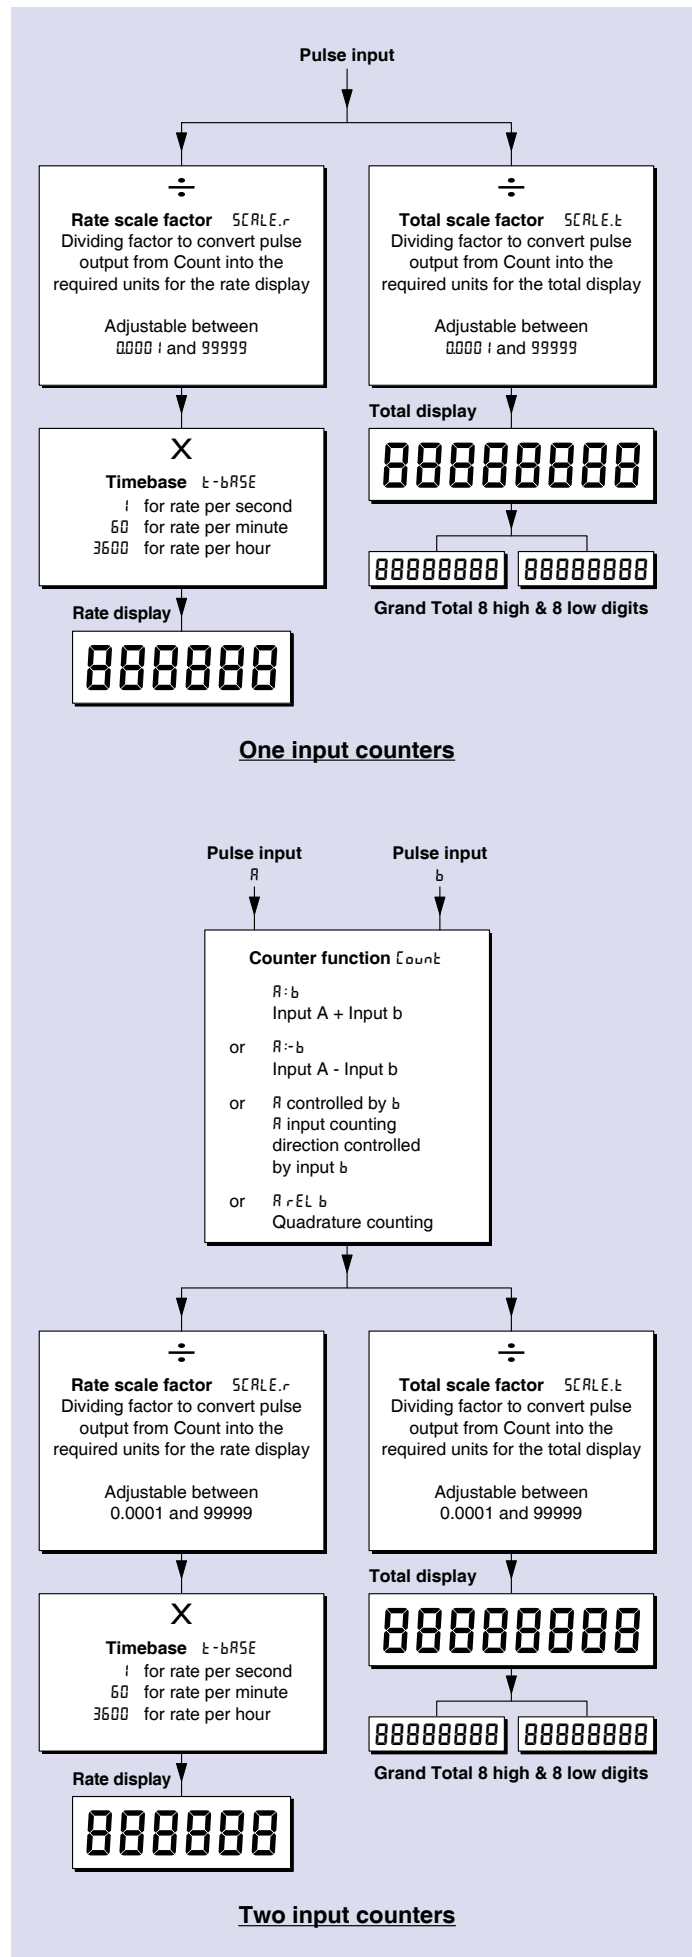 Pulse input
÷
Rate scale factor SCALE.r
Dividing factor to convert pulse
output from Count into the
required units for the rate display
Adjustable between
0.0001 and 99999
÷
Total scale factor SCALE.t
Dividing factor to convert pulse
output from Count into the
required units for the total display
Adjustable between
0.0001 and 99999
X
Timebase t-bASE
1 for rate per second
60 for rate per minute
3600 for rate per hour
Rate display
888888
Total display
88888888
88888888 88888888
Grand Total 8 high & 8 low digits
One input counters
Pulse input
A
Pulse input
b
Counter function Count
A:b
Input A + Input b
or A:-b
Input A - Input b
or A controlled by b
A input counting
direction controlled
by input b
or A rEL b
Quadrature counting
÷
Rate scale factor SCALE.r
Dividing factor to convert pulse
output from Count into the
required units for the rate display
Adjustable between
0.0001 and 99999
÷
Total scale factor SCALE.t
Dividing factor to convert pulse
output from Count into the
required units for the total display
Adjustable between
0.0001 and 99999
X
Timebase t-bASE
1 for rate per second
60 for rate per minute
3600 for rate per hour
Rate display
888888
Total display
88888888
88888888 88888888
Grand Total 8 high & 8 low digits
Two input counters